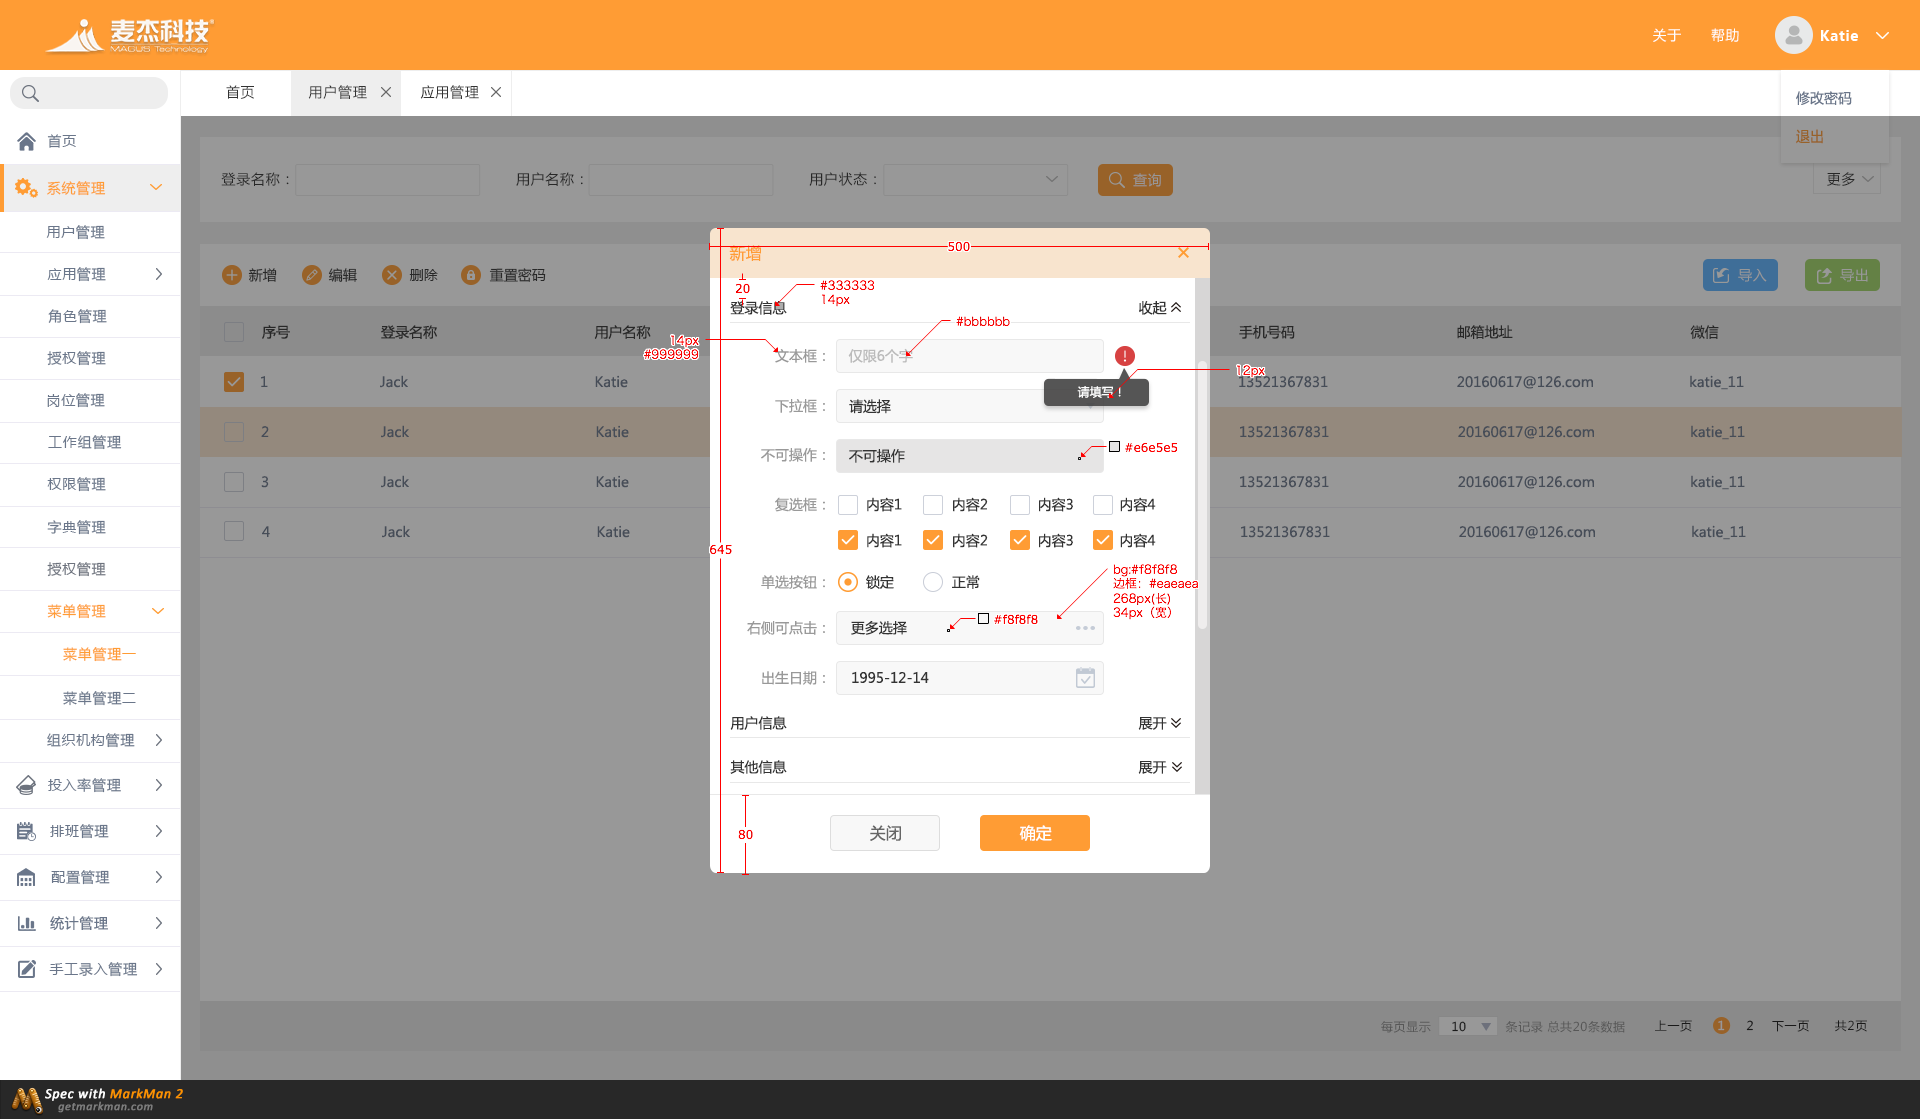 麦杰科技®
MAGUS Technology
关于 帮助 Katie
首页 用户管理 应用管理
修改密码
退出
首页
系统管理
用户管理
应用管理
角色管理
授权管理
岗位管理
工作组管理
权限管理
字典管理
授权管理
菜单管理
菜单管理一
菜单管理二
组织机构管理
投入率管理
排班管理
配置管理
统计管理
手工录入管理
登录名称： 用户名称： 用户状态： 查询 更多
新增 编辑 删除 重置密码 导入 导出
序号 登录名称 用户名称 手机号码 邮箱地址 微信
1 Jack Katie 13521367831 20160617@126.com katie_11
2 Jack Katie 13521367831 20160617@126.com katie_11
3 Jack Katie 13521367831 20160617@126.com katie_11
4 Jack Katie 13521367831 20160617@126.com katie_11
新增
500
20
#333333
14px
登录信息 收起
#bbbbbb
14px
#999999
文本框： 仅限6个字
12px
请填写！
下拉框： 请选择
不可操作： 不可操作
#e6e5e5
复选框： 内容1 内容2 内容3 内容4
内容1 内容2 内容3 内容4
645
单选按钮： 锁定 正常
bg:#f8f8f8
边框：#eaeaea
268px(长)
34px（宽）
右侧可点击： 更多选择
#f8f8f8
出生日期： 1995-12-14
用户信息 展开
其他信息 展开
80
关闭 确定
每页显示 10 条记录 总共20条数据 上一页 1 2 下一页 共2页
Spec with MarkMan 2
getmarkman.com